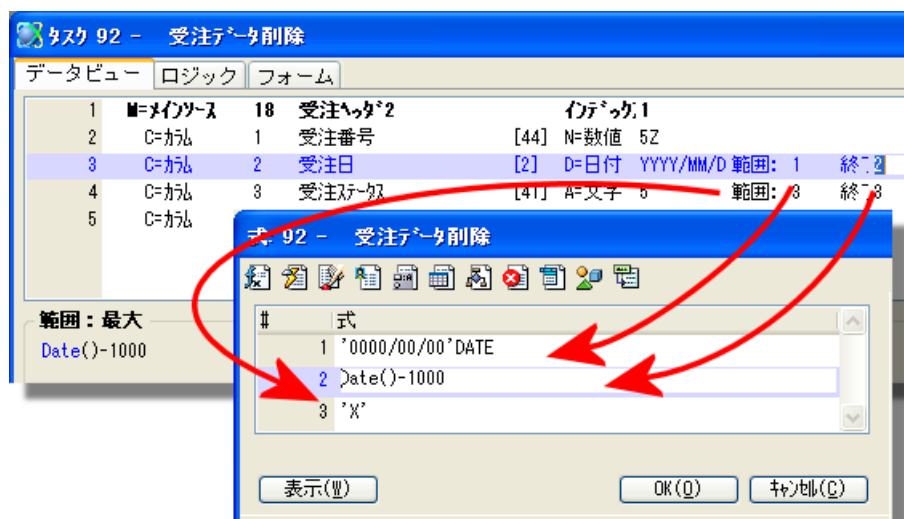 タスク 92 - 受注データ削除
データビュー ロジック フォーム
1 M=メインソース 18 受注ヘッダ2 インデックス: 1
2 C=カラム 1 受注番号 [44] N=数値 5Z
3 C=カラム 2 受注日 [2] D=日付 YYYY/MM/D 範囲: 1 2
4 C=カラム 3 受注ステータス [41] A=文字 5 範囲: 3 3
5 C=カラム
式: 92 - 受注データ削除
範囲：最大
Date()-1000
# 式
1 '0000/00/00'DATE
2 Date()-1000
3 'X'
表示(W) OK(O) キャンセル(C)